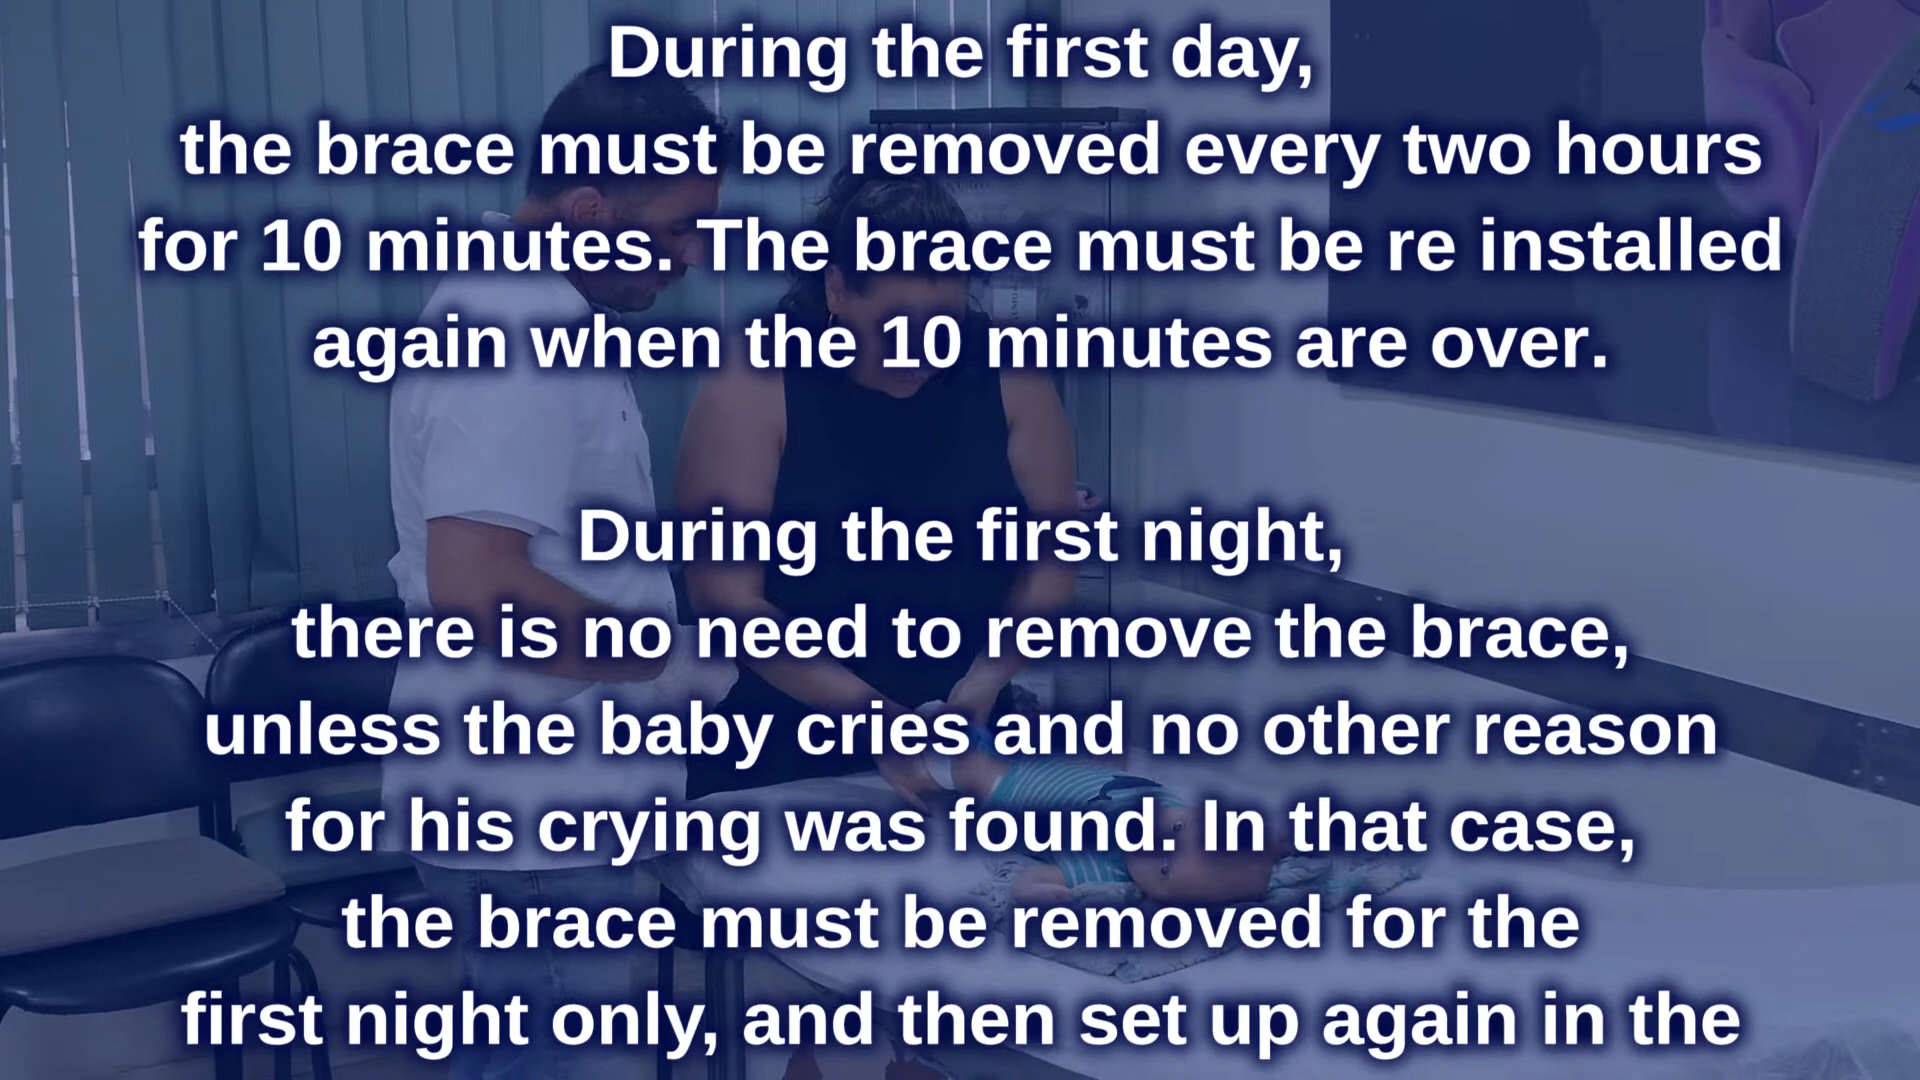 During the first day,
the brace must be removed every two hours
for 10 minutes. The brace must be re installed
again when the 10 minutes are over.
During the first night,
there is no need to remove the brace,
unless the baby cries and no other reason
for his crying was found. In that case,
the brace must be removed for the
first night only, and then set up again in the